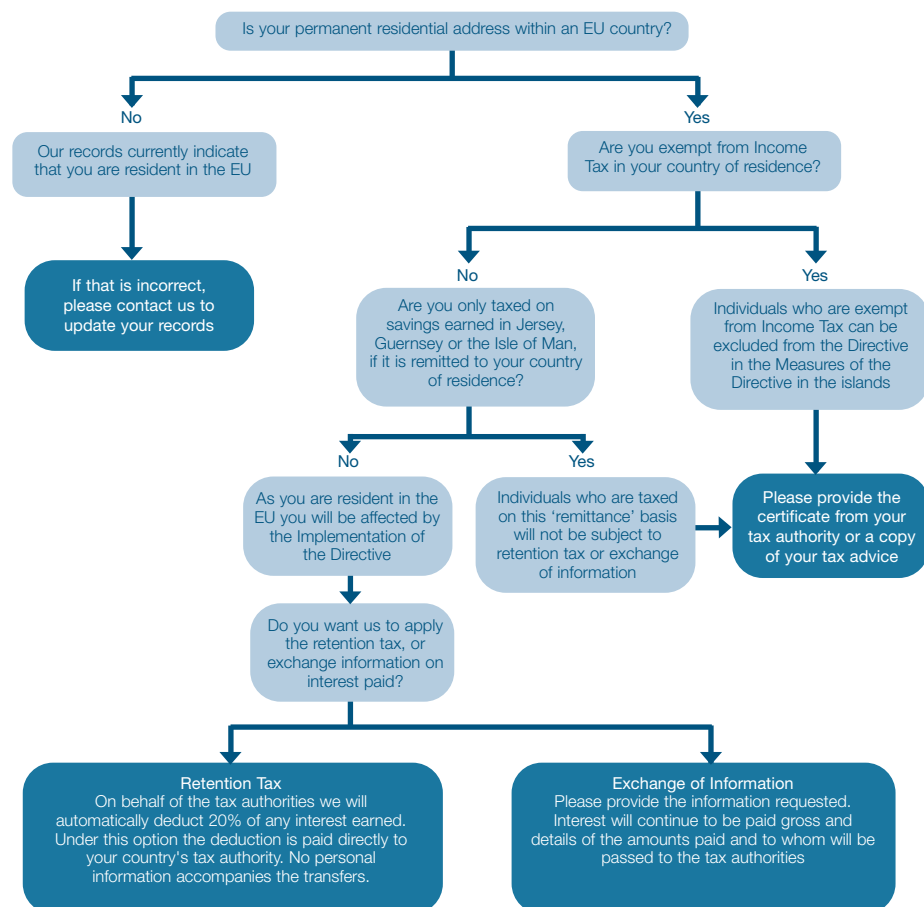 Is your permanent residential address within an EU country?
No
Yes
Our records currently indicate
that you are resident in the EU
Are you exempt from Income
Tax in your country of residence?
If that is incorrect,
please contact us to
update your records
No
Yes
Are you only taxed on
savings earned in Jersey,
Guernsey or the Isle of Man,
if it is remitted to your country
of residence?
Individuals who are exempt
from Income Tax can be
excluded from the Directive
in the Measures of the
Directive in the islands
No
Yes
As you are resident in the
EU you will be affected by
the Implementation of
the Directive
Individuals who are taxed
on this ‘remittance’ basis
will not be subject to
retention tax or exchange
of information
Please provide the
certificate from your
tax authority or a copy
of your tax advice
Do you want us to apply
the retention tax, or
exchange information on
interest paid?
Retention Tax
On behalf of the tax authorities we will
automatically deduct 20% of any interest earned.
Under this option the deduction is paid directly to
your country's tax authority. No personal
information accompanies the transfers.
Exchange of Information
Please provide the information requested.
Interest will continue to be paid gross and
details of the amounts paid and to whom will be
passed to the tax authorities